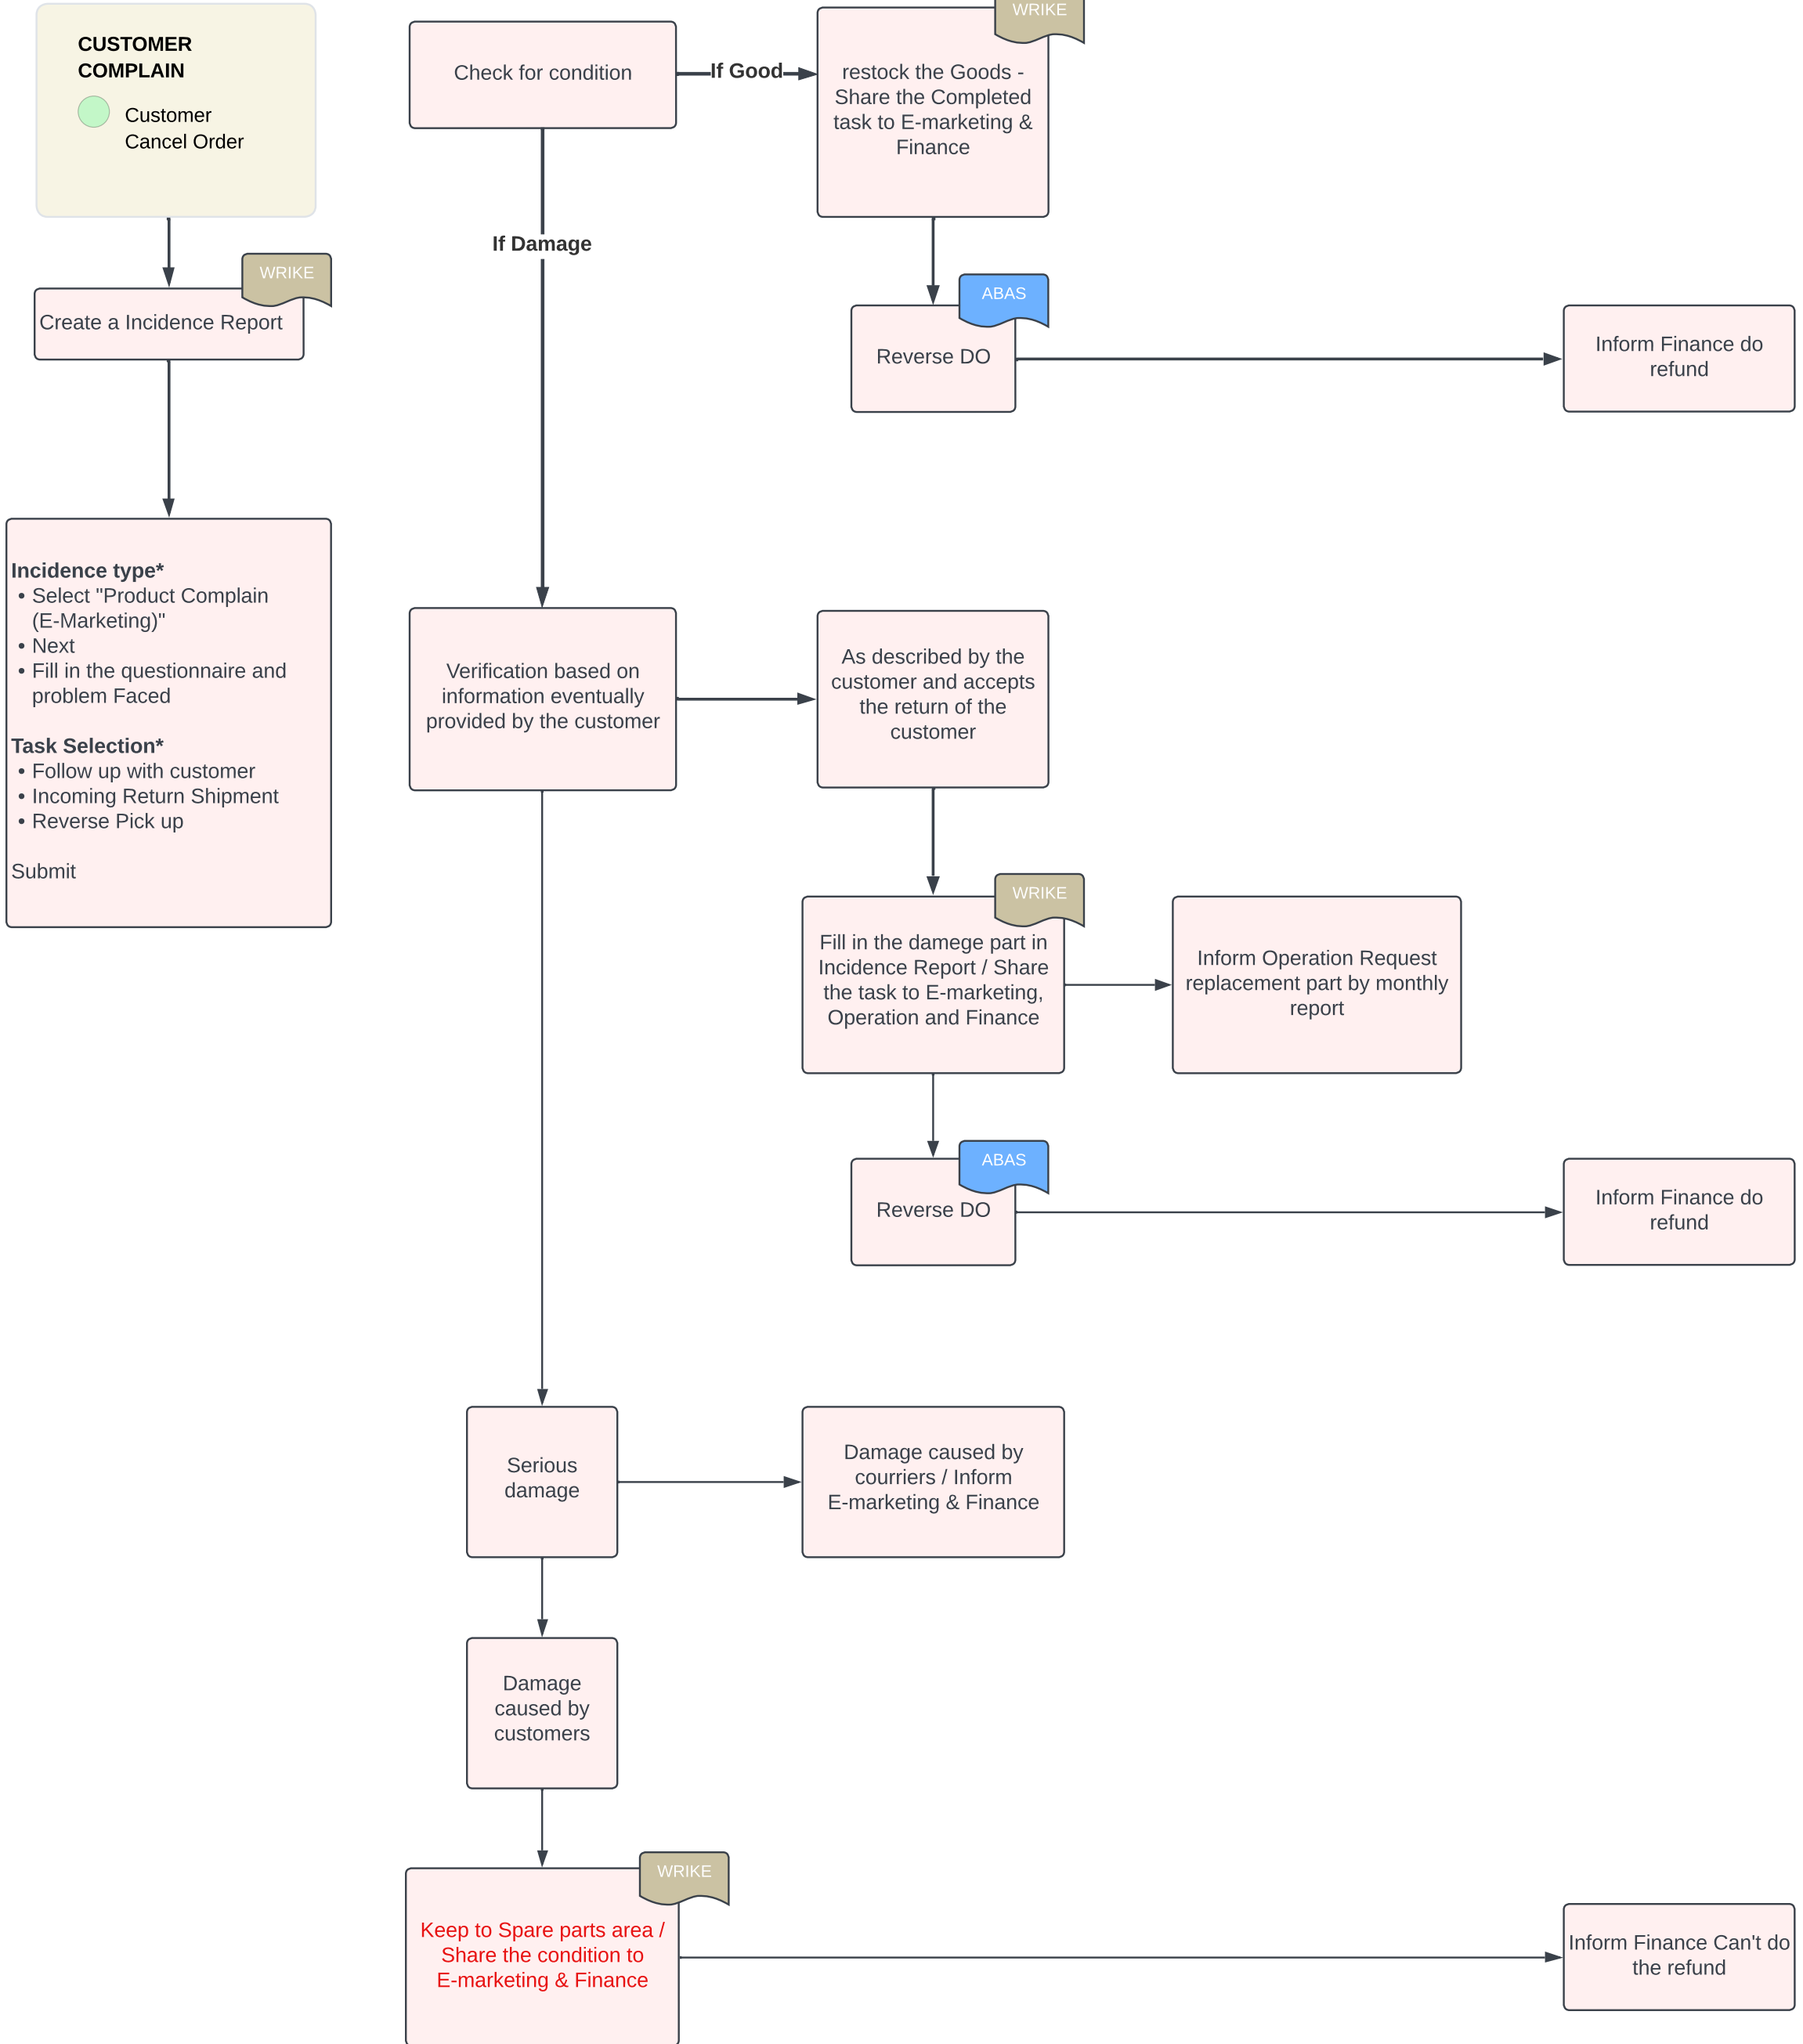 CUSTOMER
COMPLAIN
Customer
Cancel Order
WRIKE
Create a Incidence Report
Incidence type*
• Select "Product Complain
(E-Marketing)"
• Next
• Fill in the questionnaire and
problem Faced
Task Selection*
• Follow up with customer
• Incoming Return Shipment
• Reverse Pick up
Submit
Check for condition
If Good
WRIKE
restock the Goods -
Share the Completed
task to E-marketing &
Finance
If Damage
ABAS
Reverse DO
Inform Finance do
refund
Verification based on
information eventually
provided by the customer
As described by the
customer and accepts
the return of the
customer
WRIKE
Fill in the damege part in
Incidence Report / Share
the task to E-marketing,
Operation and Finance
Inform Operation Request
replacement part by monthly
report
ABAS
Reverse DO
Inform Finance do
refund
Serious
damage
Damage caused by
courriers / Inform
E-marketing & Finance
Damage
caused by
customers
WRIKE
Keep to Spare parts area /
Share the condition to
E-marketing & Finance
Inform Finance Can't do
the refund